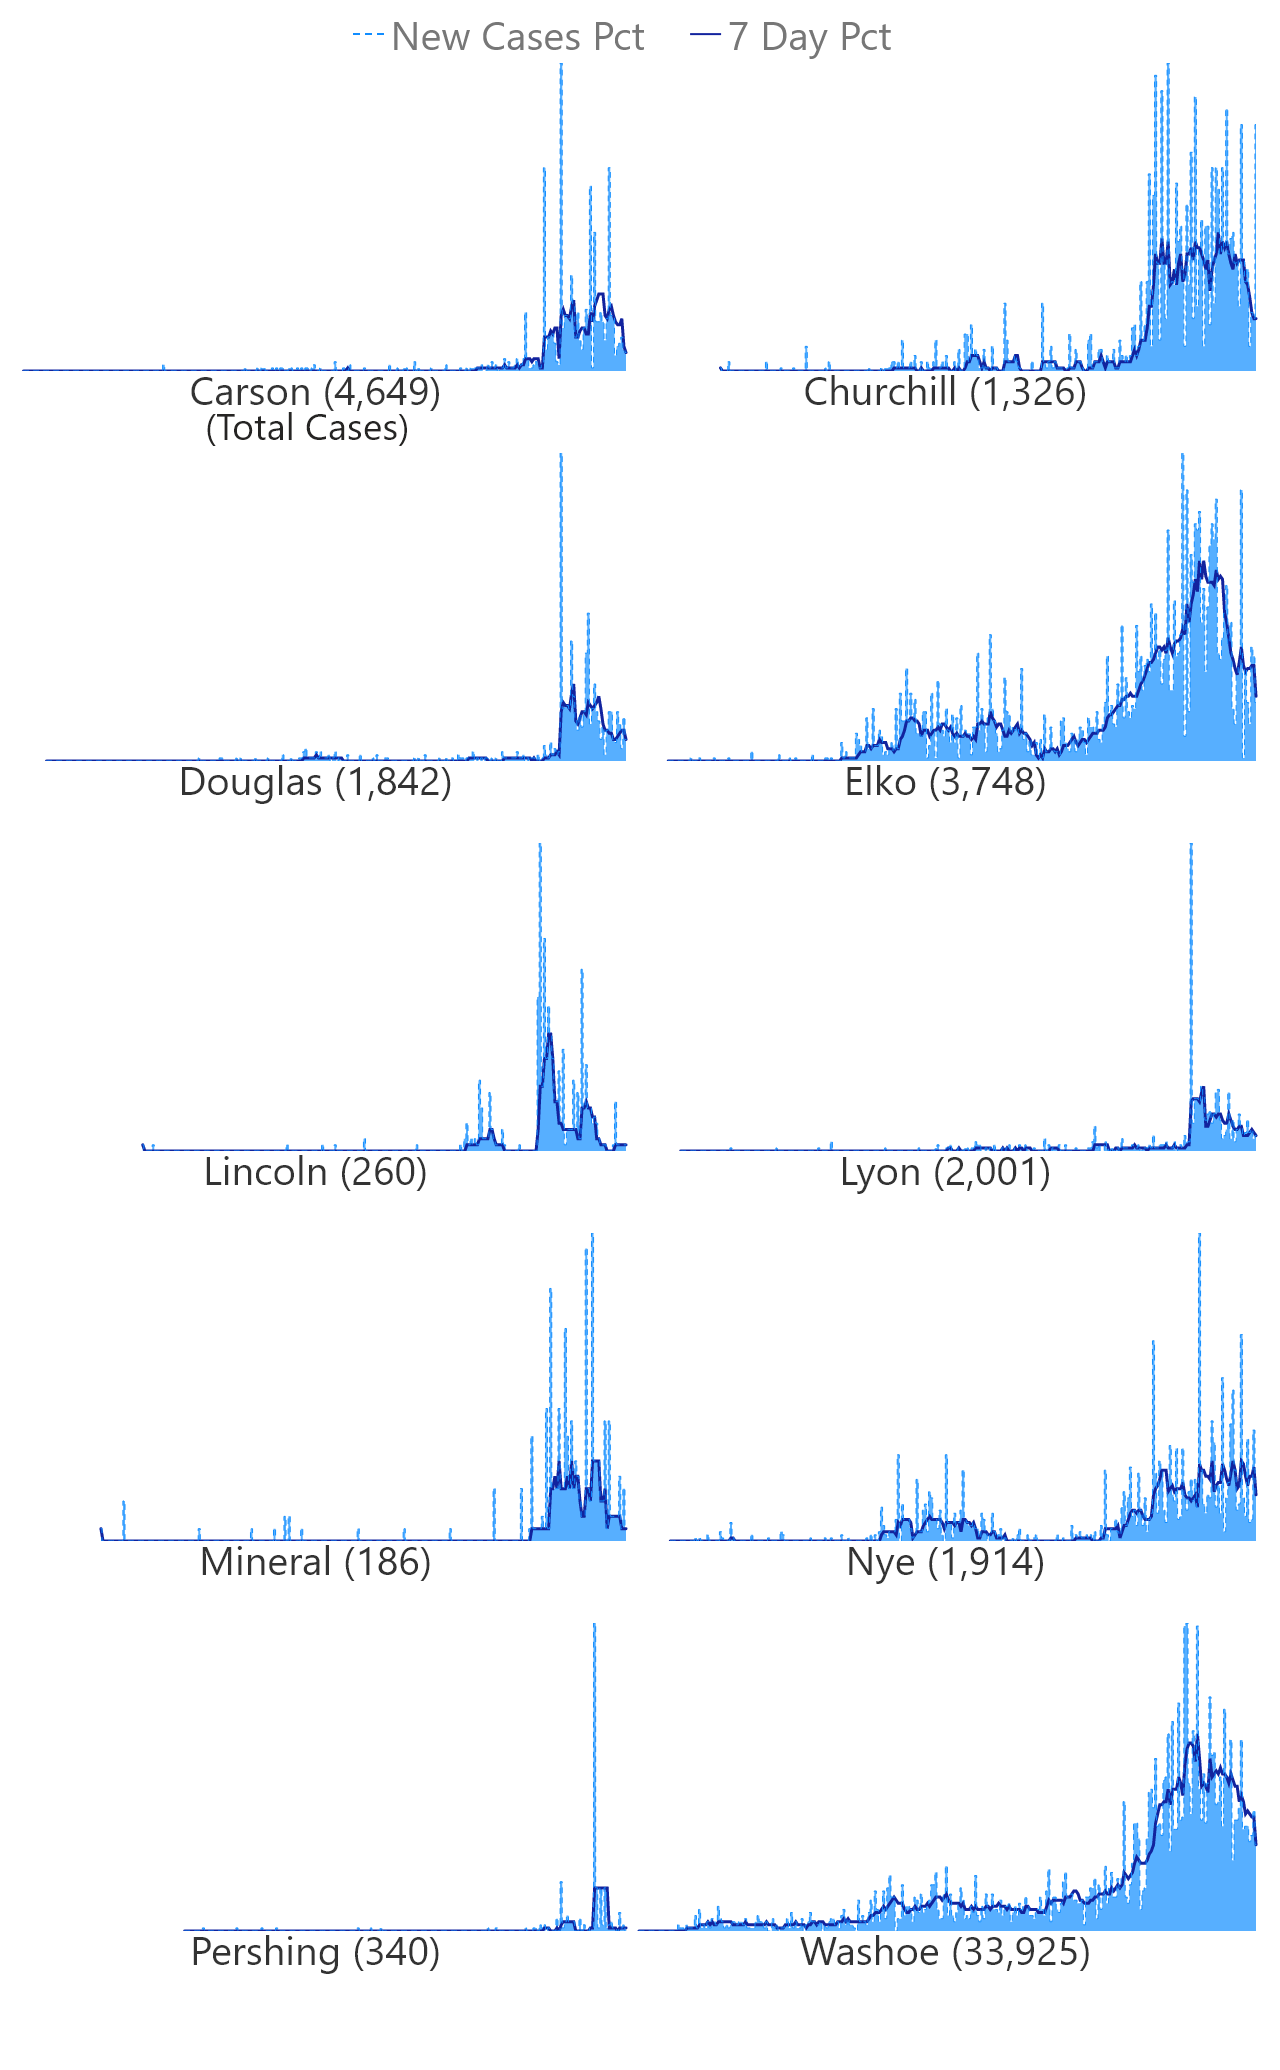 New Cases Pct 7 Day Pct
Carson (4,649) Churchill (1,326)
(Total Cases)
Douglas (1,842) Elko (3,748)
Lincoln (260) Lyon (2,001)
Mineral (186) Nye (1,914)
Pershing (340) Washoe (33,925)